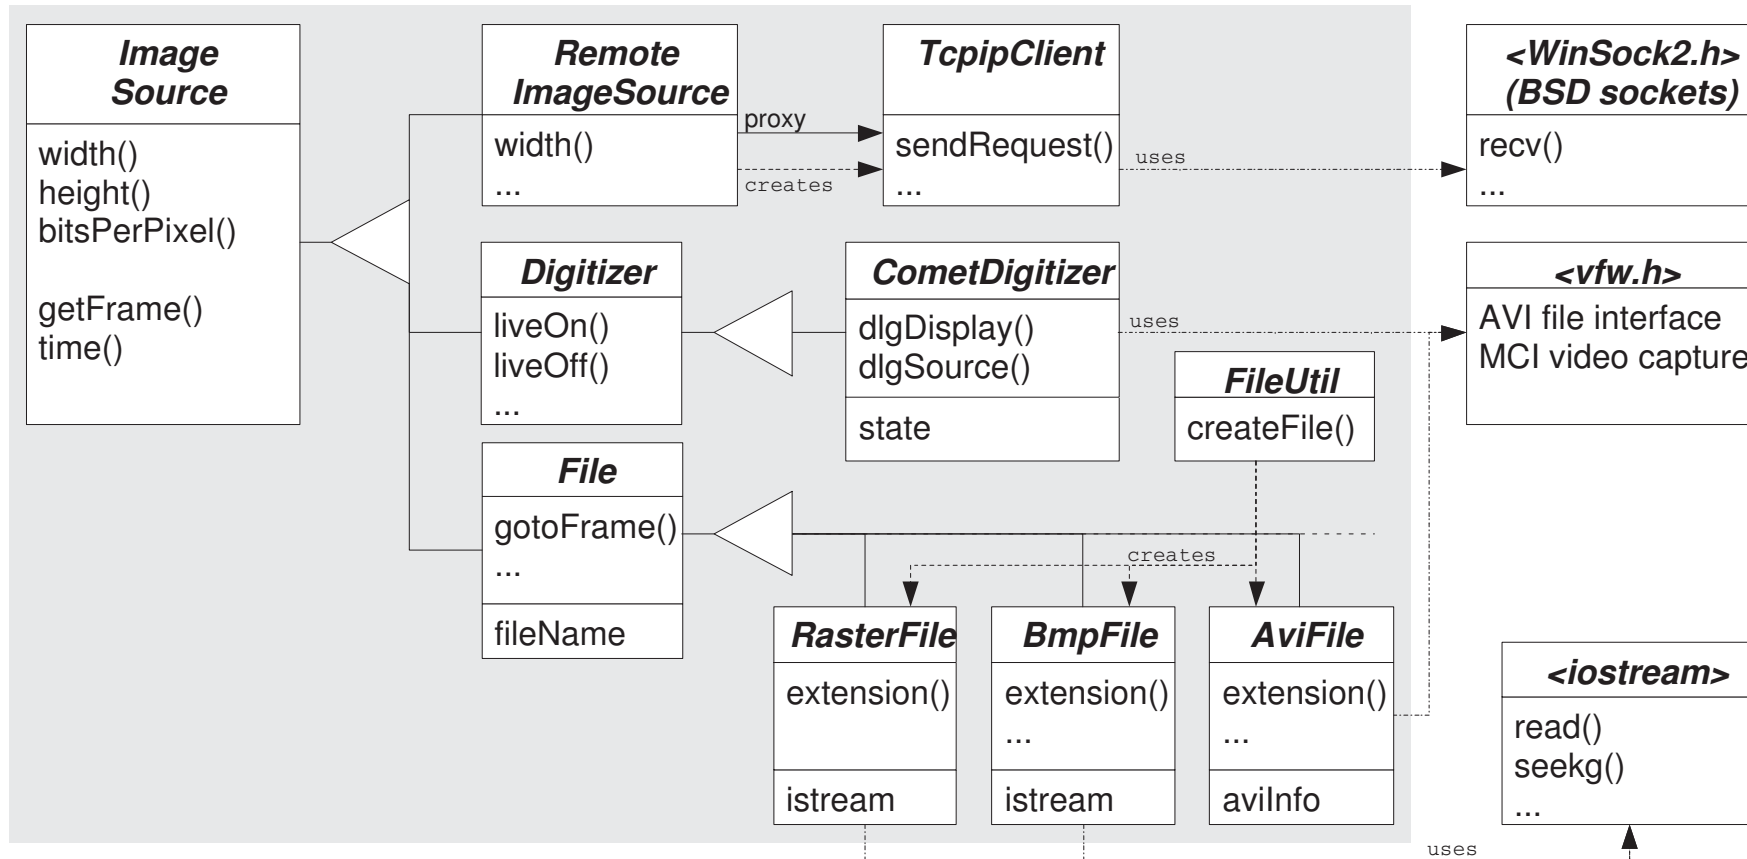 Image
Source
width()
height()
bitsPerPixel()
getFrame()
time()
Remote
ImageSource
width()
...
proxy
creates
TcpipClient
sendRequest()
...
uses
<WinSock2.h>
(BSD sockets)
recv()
...
Digitizer
liveOn()
liveOff()
...
CometDigitizer
dlgDisplay()
dlgSource()
state
uses
<vfw.h>
AVI file interface
MCI video capture
FileUtil
createFile()
File
gotoFrame()
...
fileName
creates
RasterFile
extension()
istream
BmpFile
extension()
...
istream
AviFile
extension()
...
aviInfo
<iostream>
read()
seekg()
...
uses